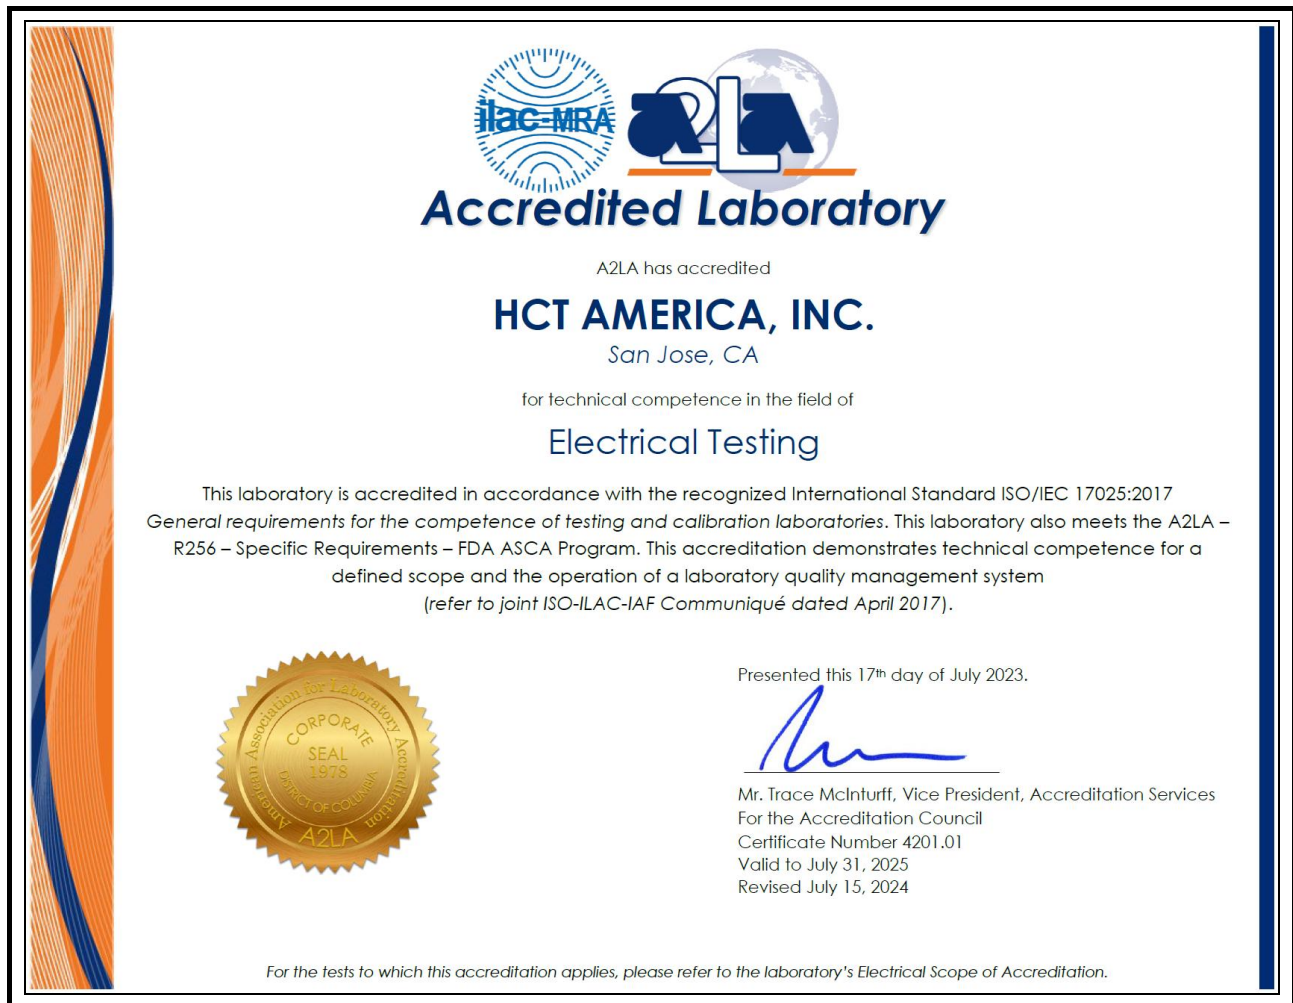 ilac-MRA
A2LA
Accredited Laboratory
A2LA has accredited
HCT AMERICA, INC.
San Jose, CA
for technical competence in the field of
Electrical Testing
This laboratory is accredited in accordance with the recognized International Standard ISO/IEC 17025:2017
General requirements for the competence of testing and calibration laboratories. This laboratory also meets the A2LA –
R256 – Specific Requirements – FDA ASCA Program. This accreditation demonstrates technical competence for a
defined scope and the operation of a laboratory quality management system
(refer to joint ISO-ILAC-IAF Communiqué dated April 2017).
American Association for Laboratory Accreditation
CORPORATE
SEAL
1978
DISTRICT OF COLUMBIA
A2LA
Presented this 17th day of July 2023.
Mr. Trace McInturff, Vice President, Accreditation Services
For the Accreditation Council
Certificate Number 4201.01
Valid to July 31, 2025
Revised July 15, 2024
For the tests to which this accreditation applies, please refer to the laboratory's Electrical Scope of Accreditation.